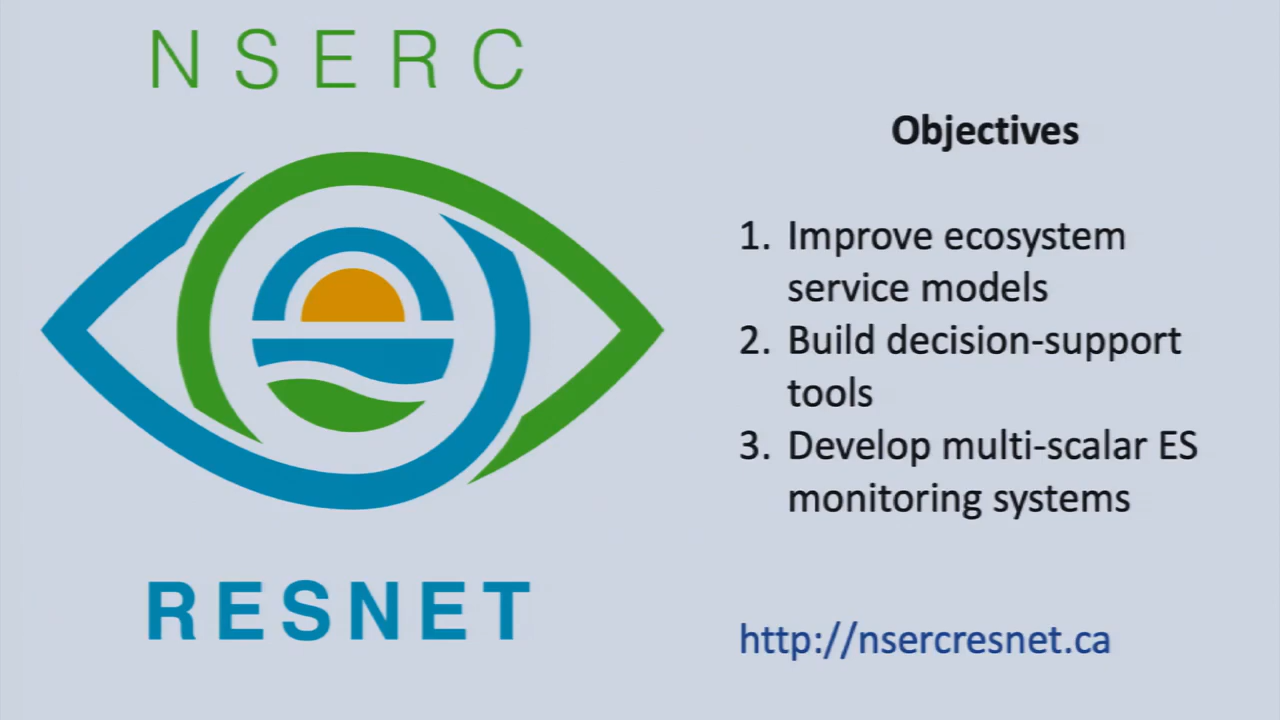 NSERC
RESNET
Objectives
1. Improve ecosystem
service models
2. Build decision-support
tools
3. Develop multi-scalar ES
monitoring systems
http://nsercresnet.ca